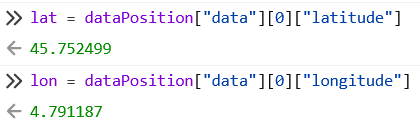 >> lat = dataPosition["data"][0]["latitude"]
← 45.752499
>> lon = dataPosition["data"][0]["longitude"]
← 4.791187